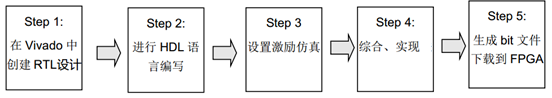 Step 1:
在 Vivado 中
创建 RTL设计
Step 2:
进行 HDL 语
言编写
Step 3
设置激励仿真
Step 4:
综合、实现
Step 5:
生成 bit 文件
下载到 FPGA